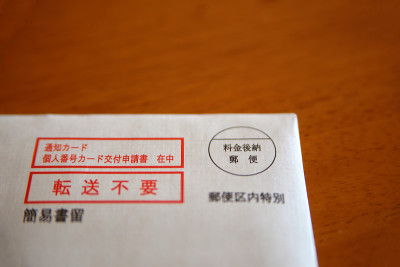 通知カード
個人番号カード交付申請書 在中
転送不要
簡易書留
料金後納
郵便
郵便区内特別